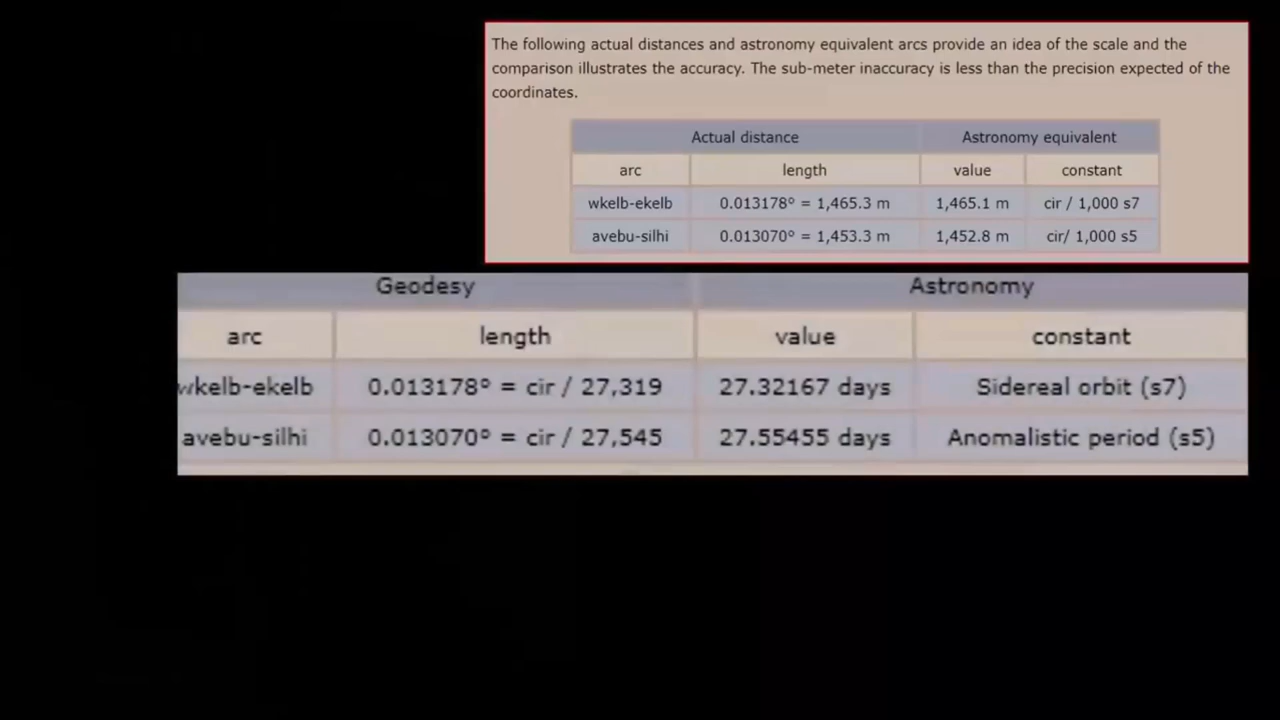 The following actual distances and astronomy equivalent arcs provide an idea of the scale and the
comparison illustrates the accuracy. The sub-meter inaccuracy is less than the precision expected of the
coordinates.
Actual distance Astronomy equivalent
arc length value constant
wkelb-ekelb 0.013178º = 1,465.3 m 1,465.1 m cir / 1,000 s7
avebu-silhi 0.013070º = 1,453.3 m 1,452.8 m cir/ 1,000 s5
Geodesy Astronomy
arc length value constant
wkelb-ekelb 0.013178º = cir / 27,319 27.32167 days Sidereal orbit (s7)
avebu-silhi 0.013070º = cir / 27,545 27.55455 days Anomalistic period (s5)